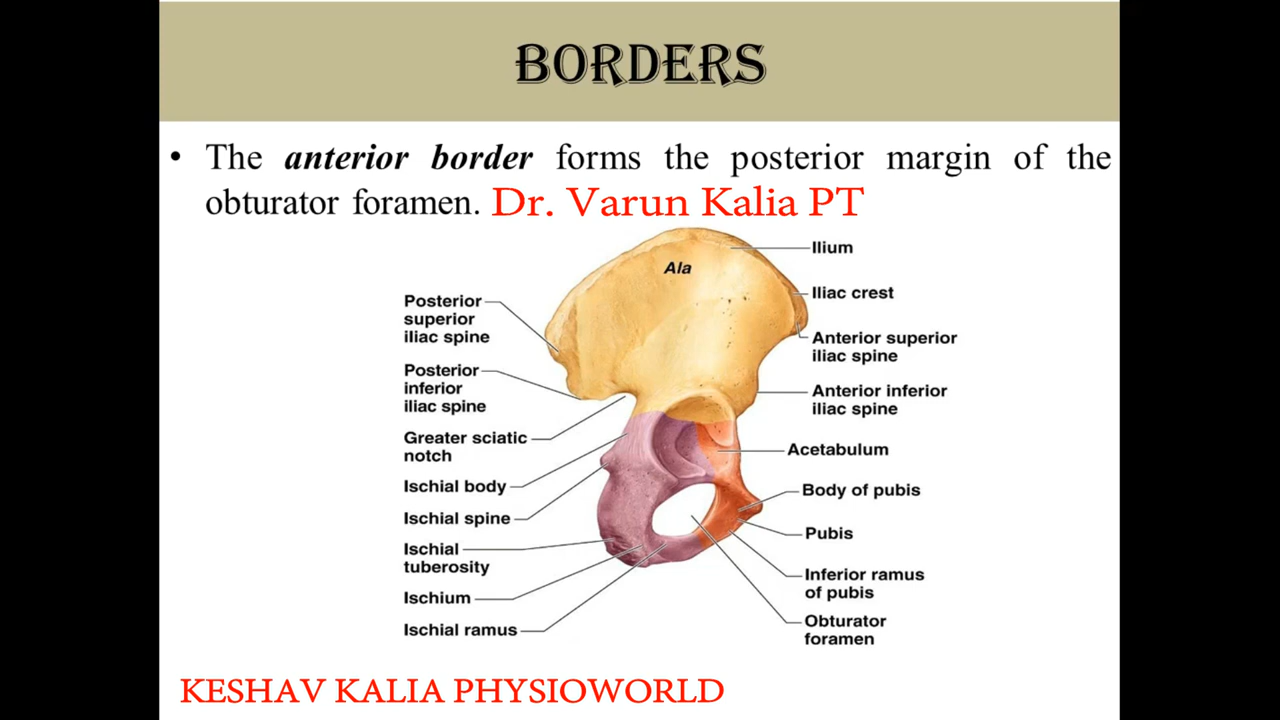 BORDERS
• The anterior border forms the posterior margin of the
obturator foramen. Dr. Varun Kalia PT
Ilium
Ala
Iliac crest
Posterior
superior
iliac spine
Anterior superior
iliac spine
Posterior
inferior
iliac spine
Anterior inferior
iliac spine
Greater sciatic
notch
Acetabulum
Ischial body
Body of pubis
Ischial spine
Pubis
Ischial
tuberosity
Inferior ramus
of pubis
Ischium
Obturator
foramen
Ischial ramus
KESHAV KALIA PHYSIOWORLD